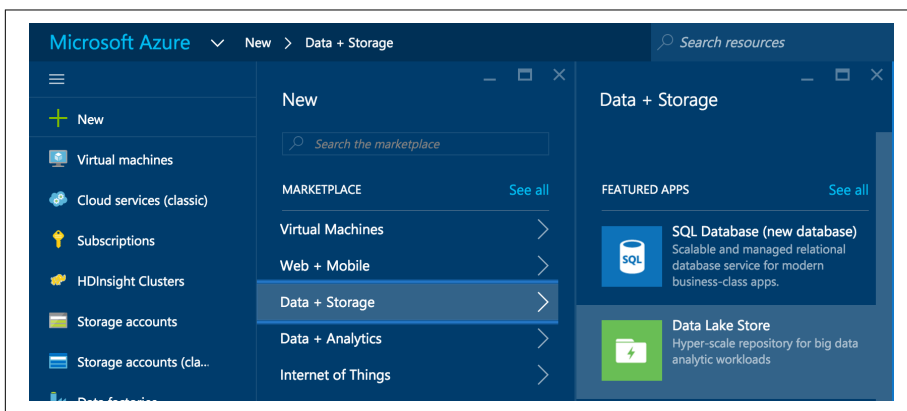 Microsoft Azure New > Data + Storage Search resources
New
Virtual machines
Cloud services (classic)
Subscriptions
HDInsight Clusters
Storage accounts
Storage accounts (cla...
Data factories
New
Search the marketplace
MARKETPLACE See all
Virtual Machines
Web + Mobile
Data + Storage
Data + Analytics
Internet of Things
Data + Storage
FEATURED APPS See all
SQL
SQL Database (new database)
Scalable and managed relational
database service for modern
business-class apps.
Data Lake Store
Hyper-scale repository for big data
analytic workloads